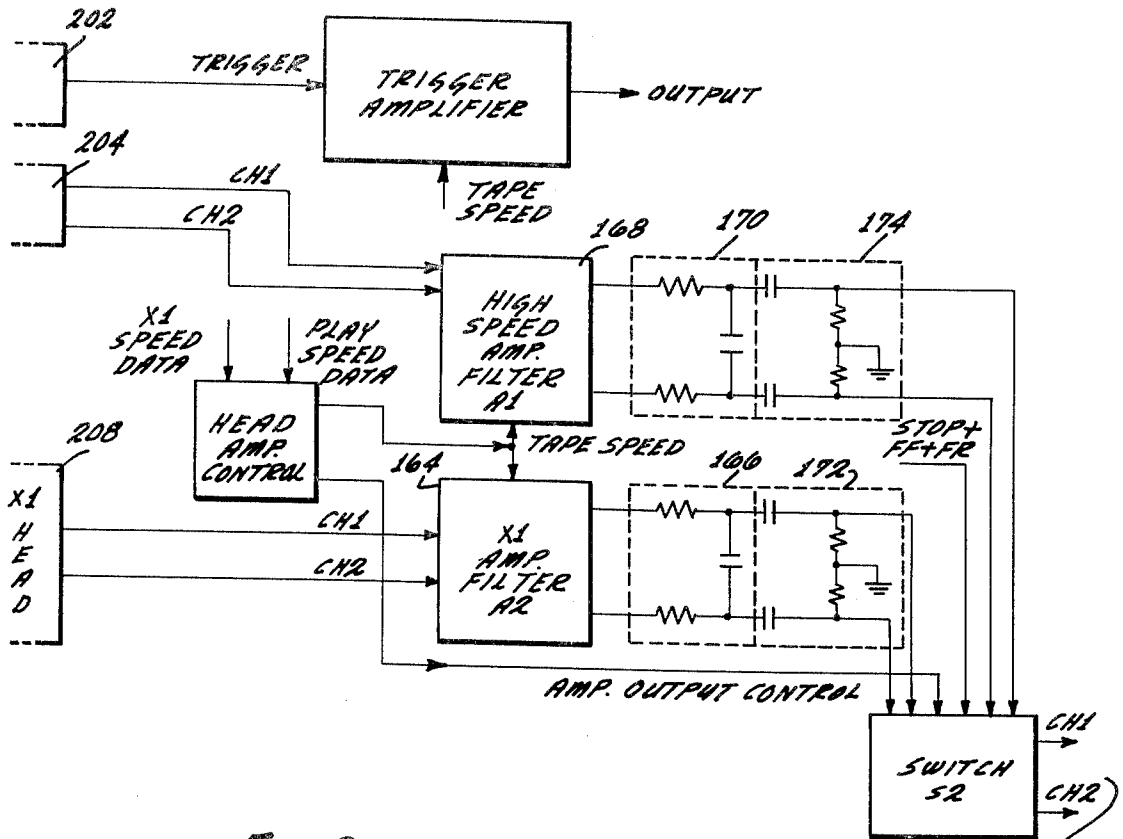 202
TRIGGER
TRIGGER
AMPLIFIER
OUTPUT
204
CH1
CH2
TAPE
SPEED
168
170
174
X1
SPEED
DATA
PLAY
SPEED
DATA
HIGH
SPEED
AMP.
FILTER
A1
HEAD
AMP.
CONTROL
TAPE SPEED
STOP+
FF+FR
208
164
166
172
X1
H
E
A
D
CH1
CH2
X1
AMP.
FILTER
A2
AMP. OUTPUT CONTROL
SWITCH
S2
CH1
CH2